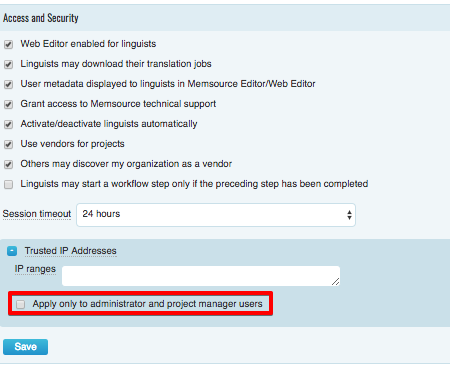 Access and Security
Web Editor enabled for linguists
Linguists may download their translation jobs
User metadata displayed to linguists in Memsource Editor/Web Editor
Grant access to Memsource technical support
Activate/deactivate linguists automatically
Use vendors for projects
Others may discover my organization as a vendor
Linguists may start a workflow step only if the preceding step has been completed
Session timeout 24 hours
Trusted IP Addresses
IP ranges
Apply only to administrator and project manager users
Save